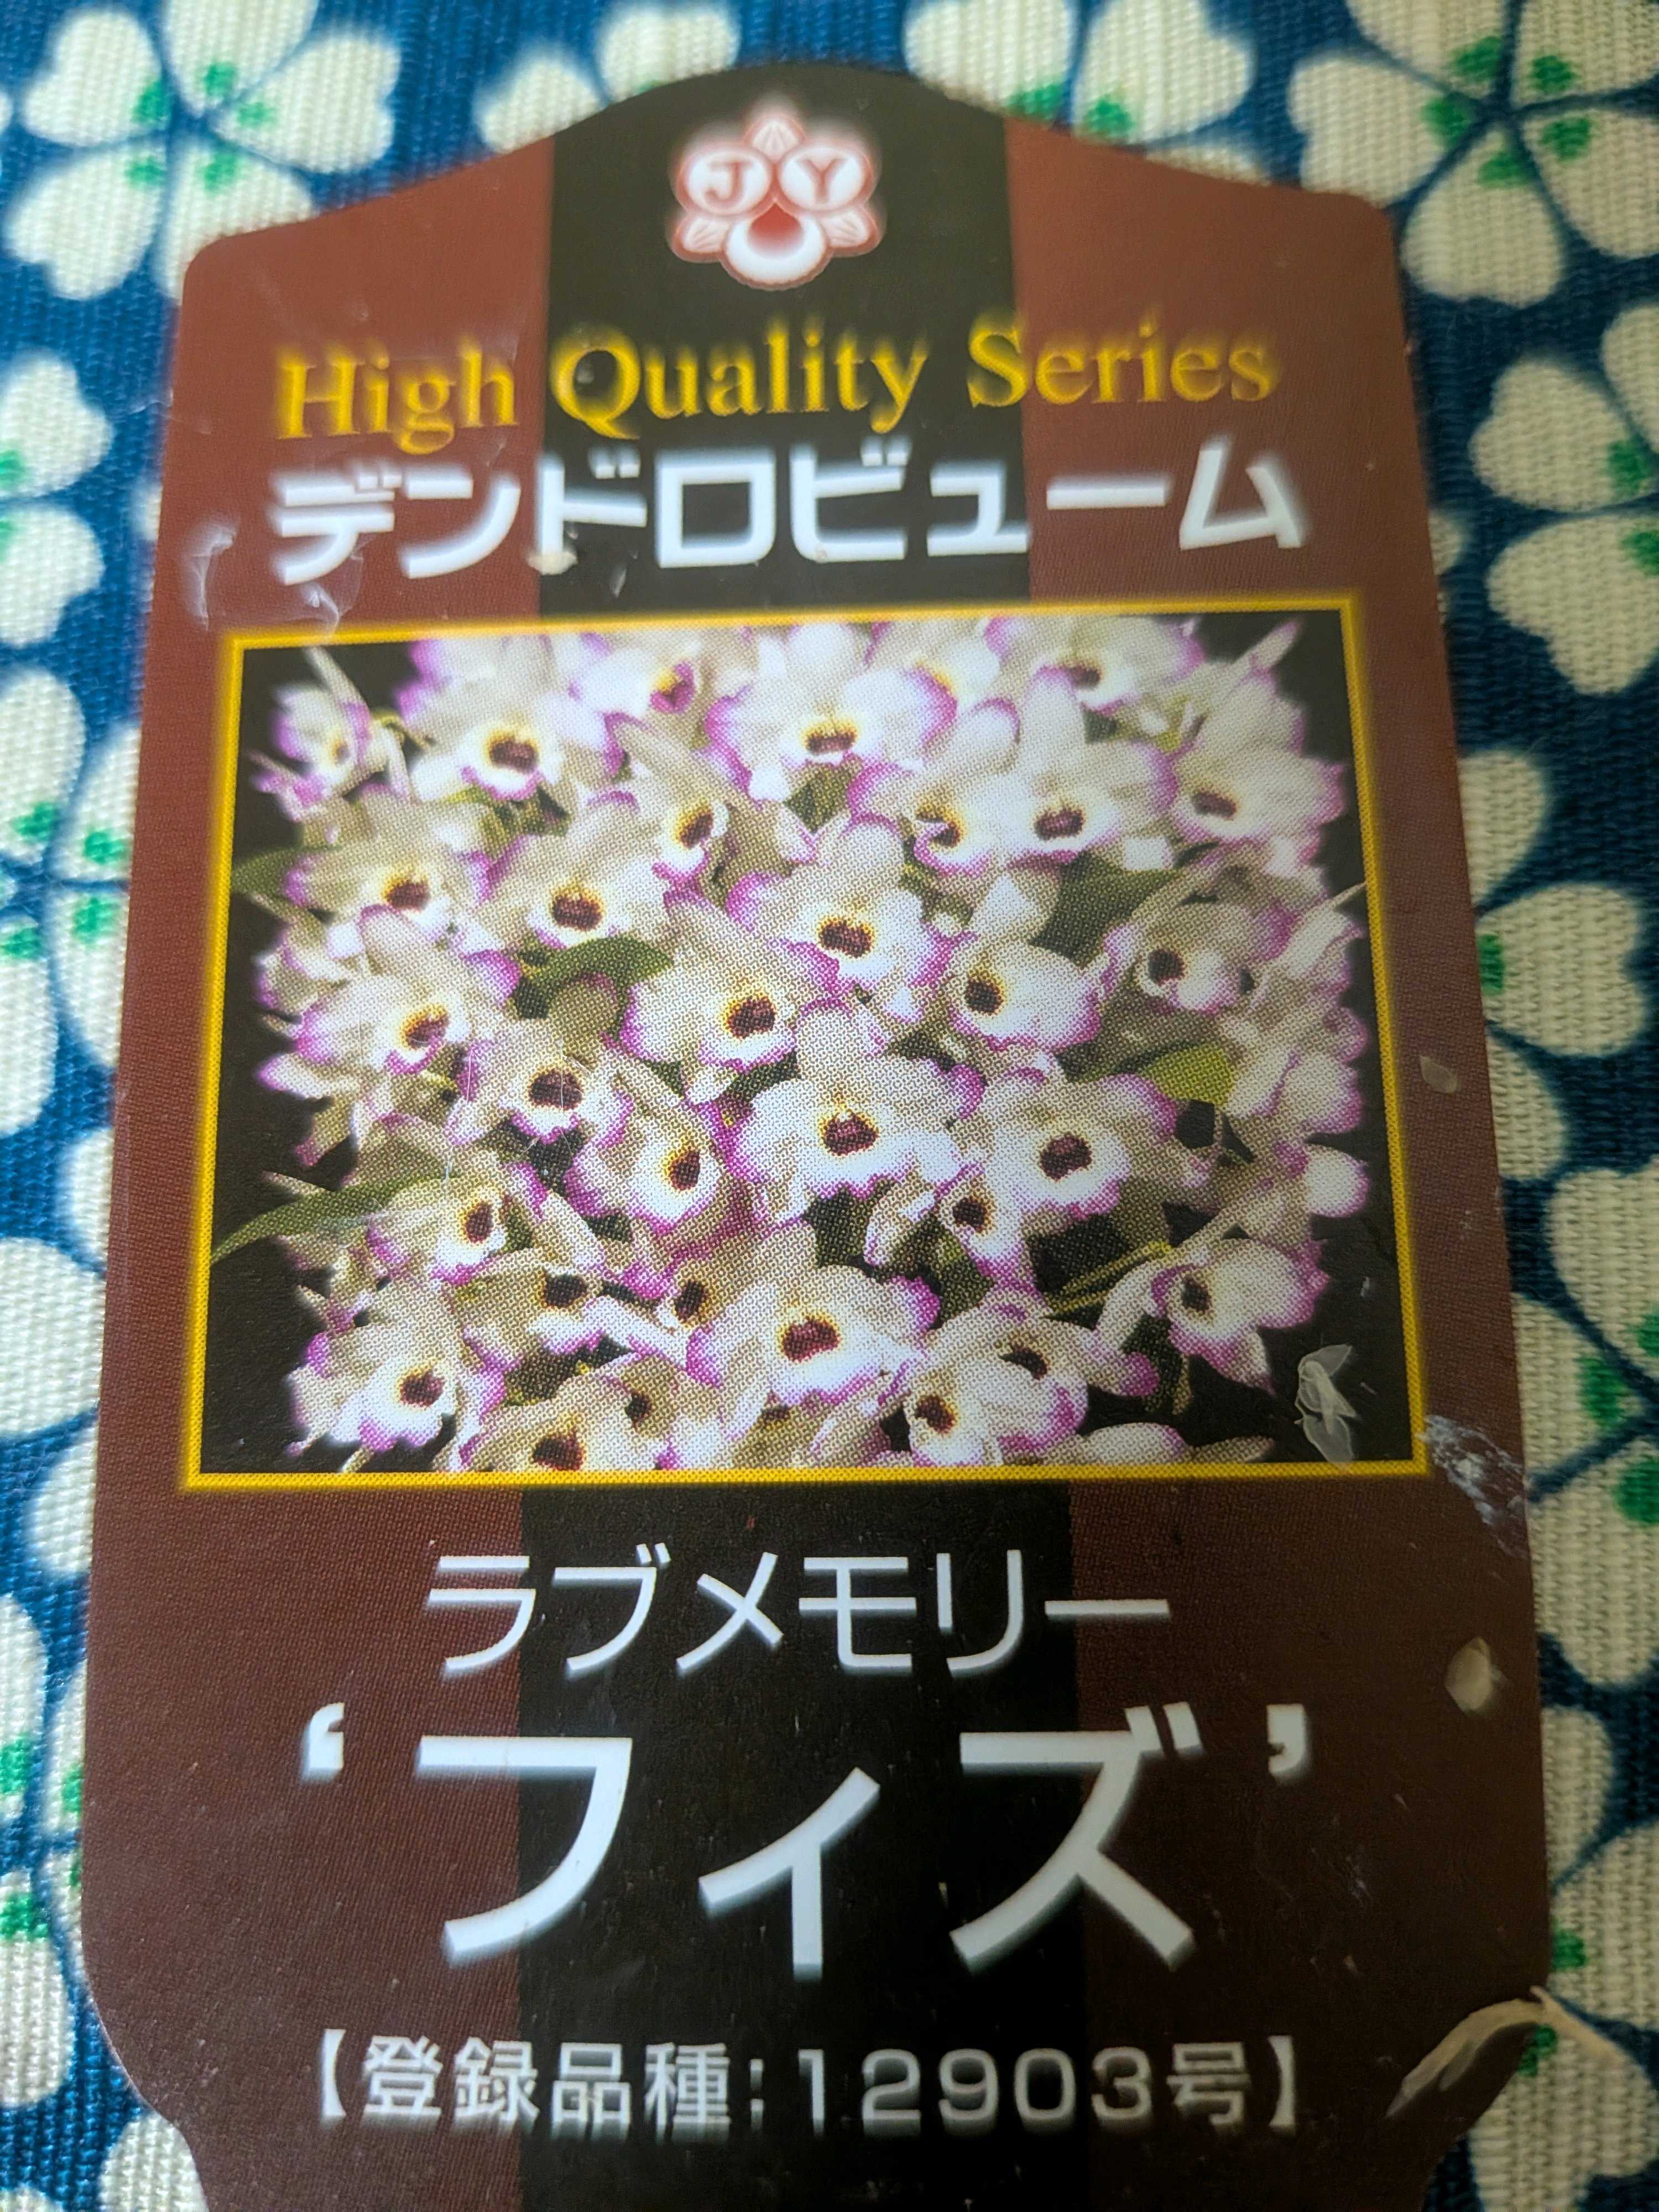 JY
High Quality Series
デンドロビューム
ラブメモリー
‘フィズ’
【登録品種:12903号】